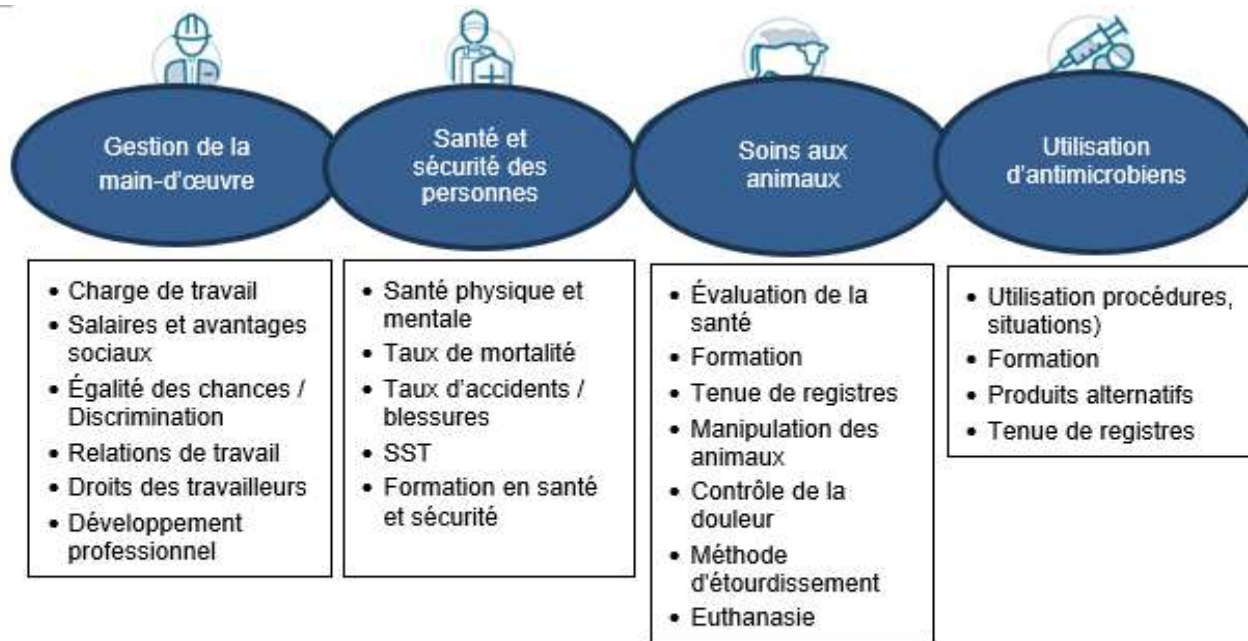 Gestion de la
main-d'œuvre
Santé et
sécurité des
personnes
Soins aux
animaux
Utilisation
d'antimicrobiens
• Charge de travail
• Salaires et avantages
sociaux
• Égalité des chances /
Discrimination
• Relations de travail
• Droits des travailleurs
• Développement
professionnel
• Santé physique et
mentale
• Taux de mortalité
• Taux d'accidents /
blessures
• SST
• Formation en santé
et sécurité
• Évaluation de la
santé
• Formation
• Tenue de registres
• Manipulation des
animaux
• Contrôle de la
douleur
• Méthode
d'étourdissement
• Euthanasie
• Utilisation procédures,
situations)
• Formation
• Produits alternatifs
• Tenue de registres